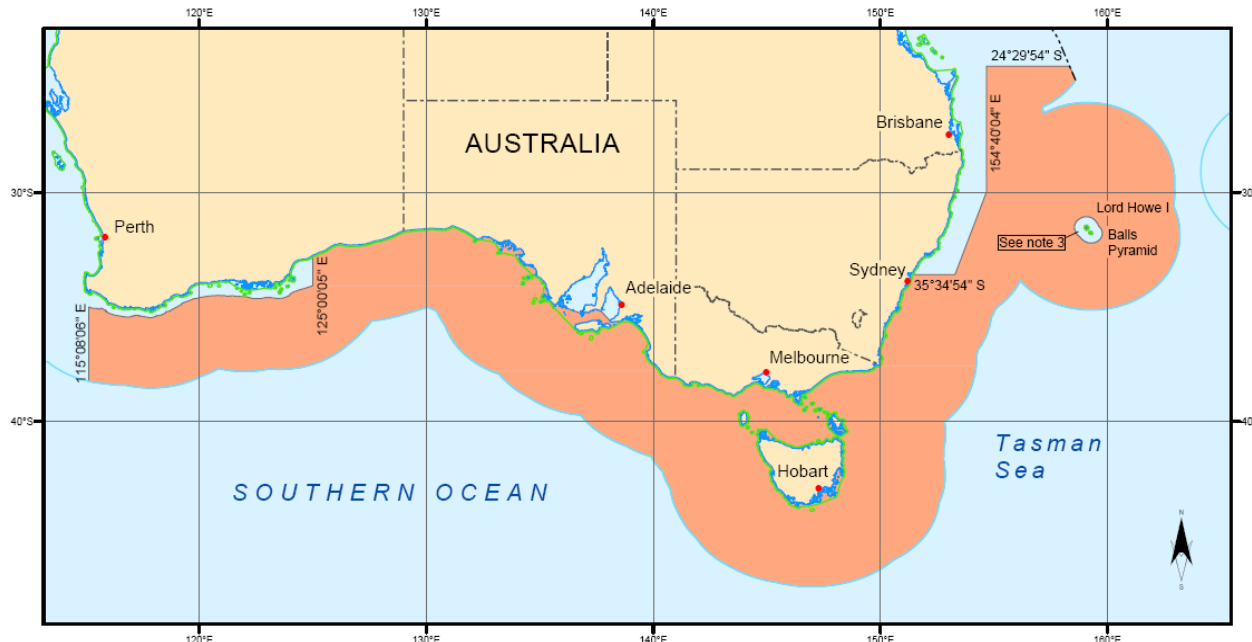 120°E
130°E
140°E
150°E
160°E
24°29'54" S
154°40'04" E
Brisbane
AUSTRALIA
30°S
30°S
Lord Howe I
Perth
See note 3
Balls
Pyramid
Sydney
125°00'05" E
Adelaide
35°34'54" S
115°08'06" E
Melbourne
40°S
40°S
Tasman
Sea
Hobart
SOUTHERN OCEAN
N
S
120°E
130°E
140°E
150°E
160°E